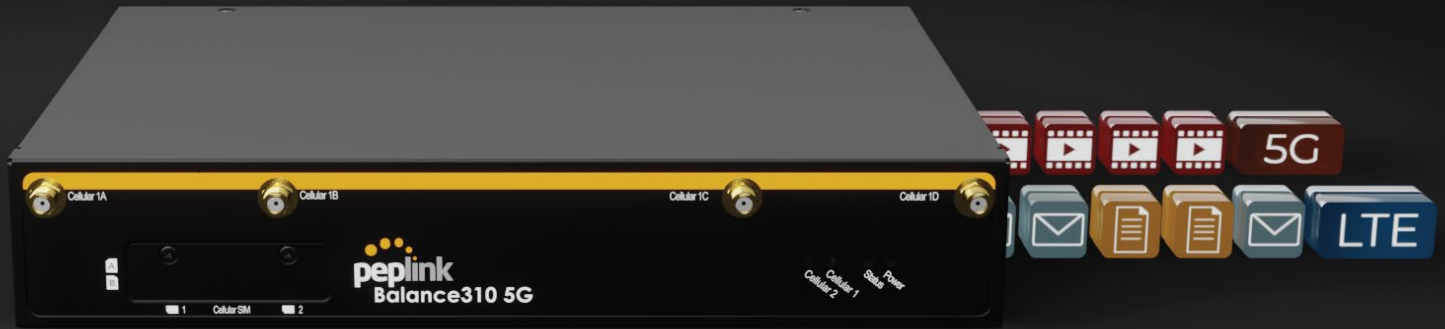 5G
Cellular 1A
Cellular 1B
Cellular 1C
Cellular 1D
LTE
A
B
peplink
Balance310 5G
Cellular 2
Cellular 1
Status
Power
1
Cellular SIM
2